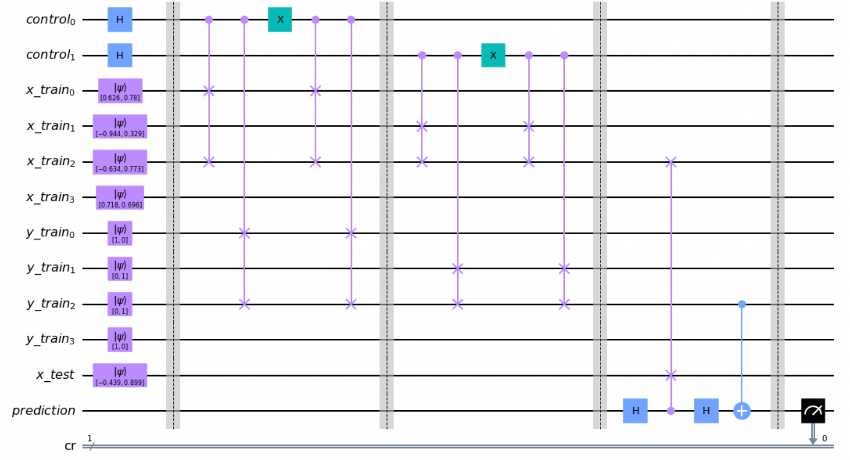 control₀ H X
control₁ H X
x_train₀ |ψ⟩ [0.626, 0.78]
x_train₁ |ψ⟩ [−0.944, 0.329]
x_train₂ |ψ⟩ [−0.634, 0.773]
x_train₃ |ψ⟩ [0.718, 0.696]
y_train₀ |ψ⟩ [1, 0]
y_train₁ |ψ⟩ [0, 1]
y_train₂ |ψ⟩ [0, 1]
y_train₃ |ψ⟩ [1, 0]
x_test |ψ⟩ [−0.439, 0.899]
prediction H H
cr 1 0